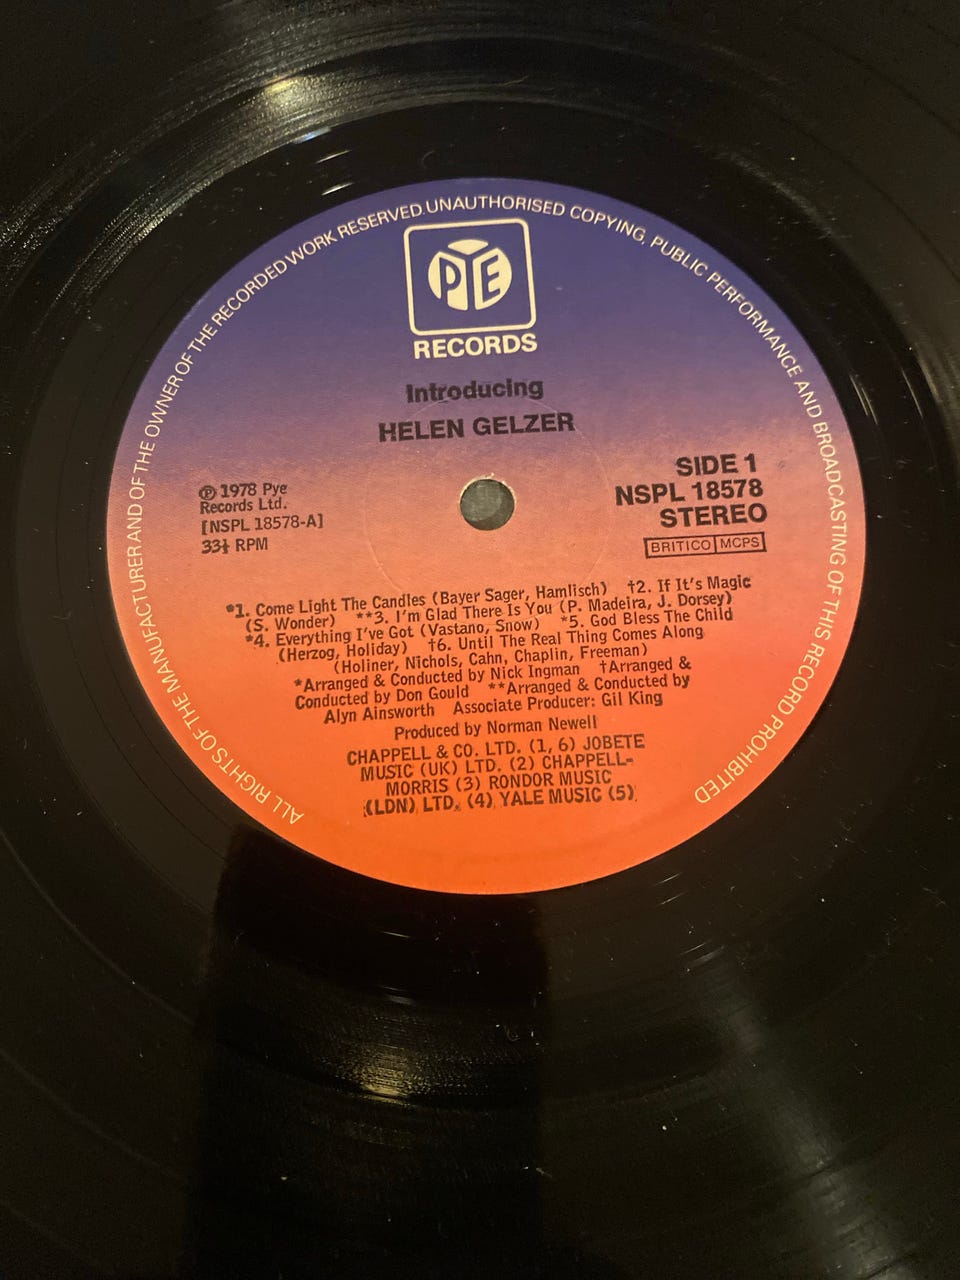 ALL RIGHTS OF THE MANUFACTURER AND OF THE OWNER OF THE RECORDED WORK RESERVED. UNAUTHORISED COPYING, PUBLIC PERFORMANCE AND BROADCASTING OF THIS RECORD PROHIBITED
PYE
RECORDS
Introducing
HELEN GELZER
℗ 1978 Pye
Records Ltd.
[NSPL 18578-A]
33⅓ RPM
SIDE 1
NSPL 18578
STEREO
BRITICO MCPS
*1. Come Light The Candles (Bayer Sager, Hamlisch) †2. If It's Magic
(S. Wonder) **3. I'm Glad There Is You (P. Madeira, J. Dorsey)
*4. Everything I've Got (Vastano, Snow) *5. God Bless The Child
(Herzog, Holiday) †6. Until The Real Thing Comes Along
(Holiner, Nichols, Cahn, Chaplin, Freeman)
*Arranged & Conducted by Nick Ingman †Arranged &
Conducted by Don Gould **Arranged & Conducted by
Alyn Ainsworth Associate Producer: Gil King
Produced by Norman Newell
CHAPPELL & CO. LTD. (1, 6) JOBETE
MUSIC (UK) LTD. (2) CHAPPELL-
MORRIS (3) RONDOR MUSIC
(LDN) LTD. (4) YALE MUSIC (5)